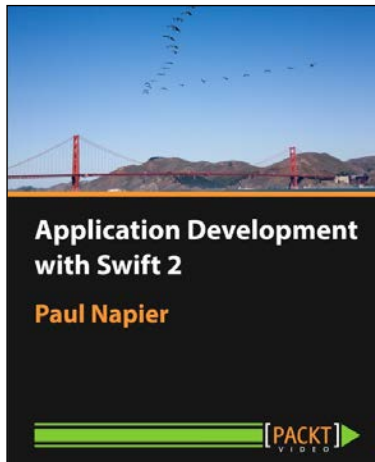 Application Development
with Swift 2
Paul Napier
[PACKT]
VIDEO